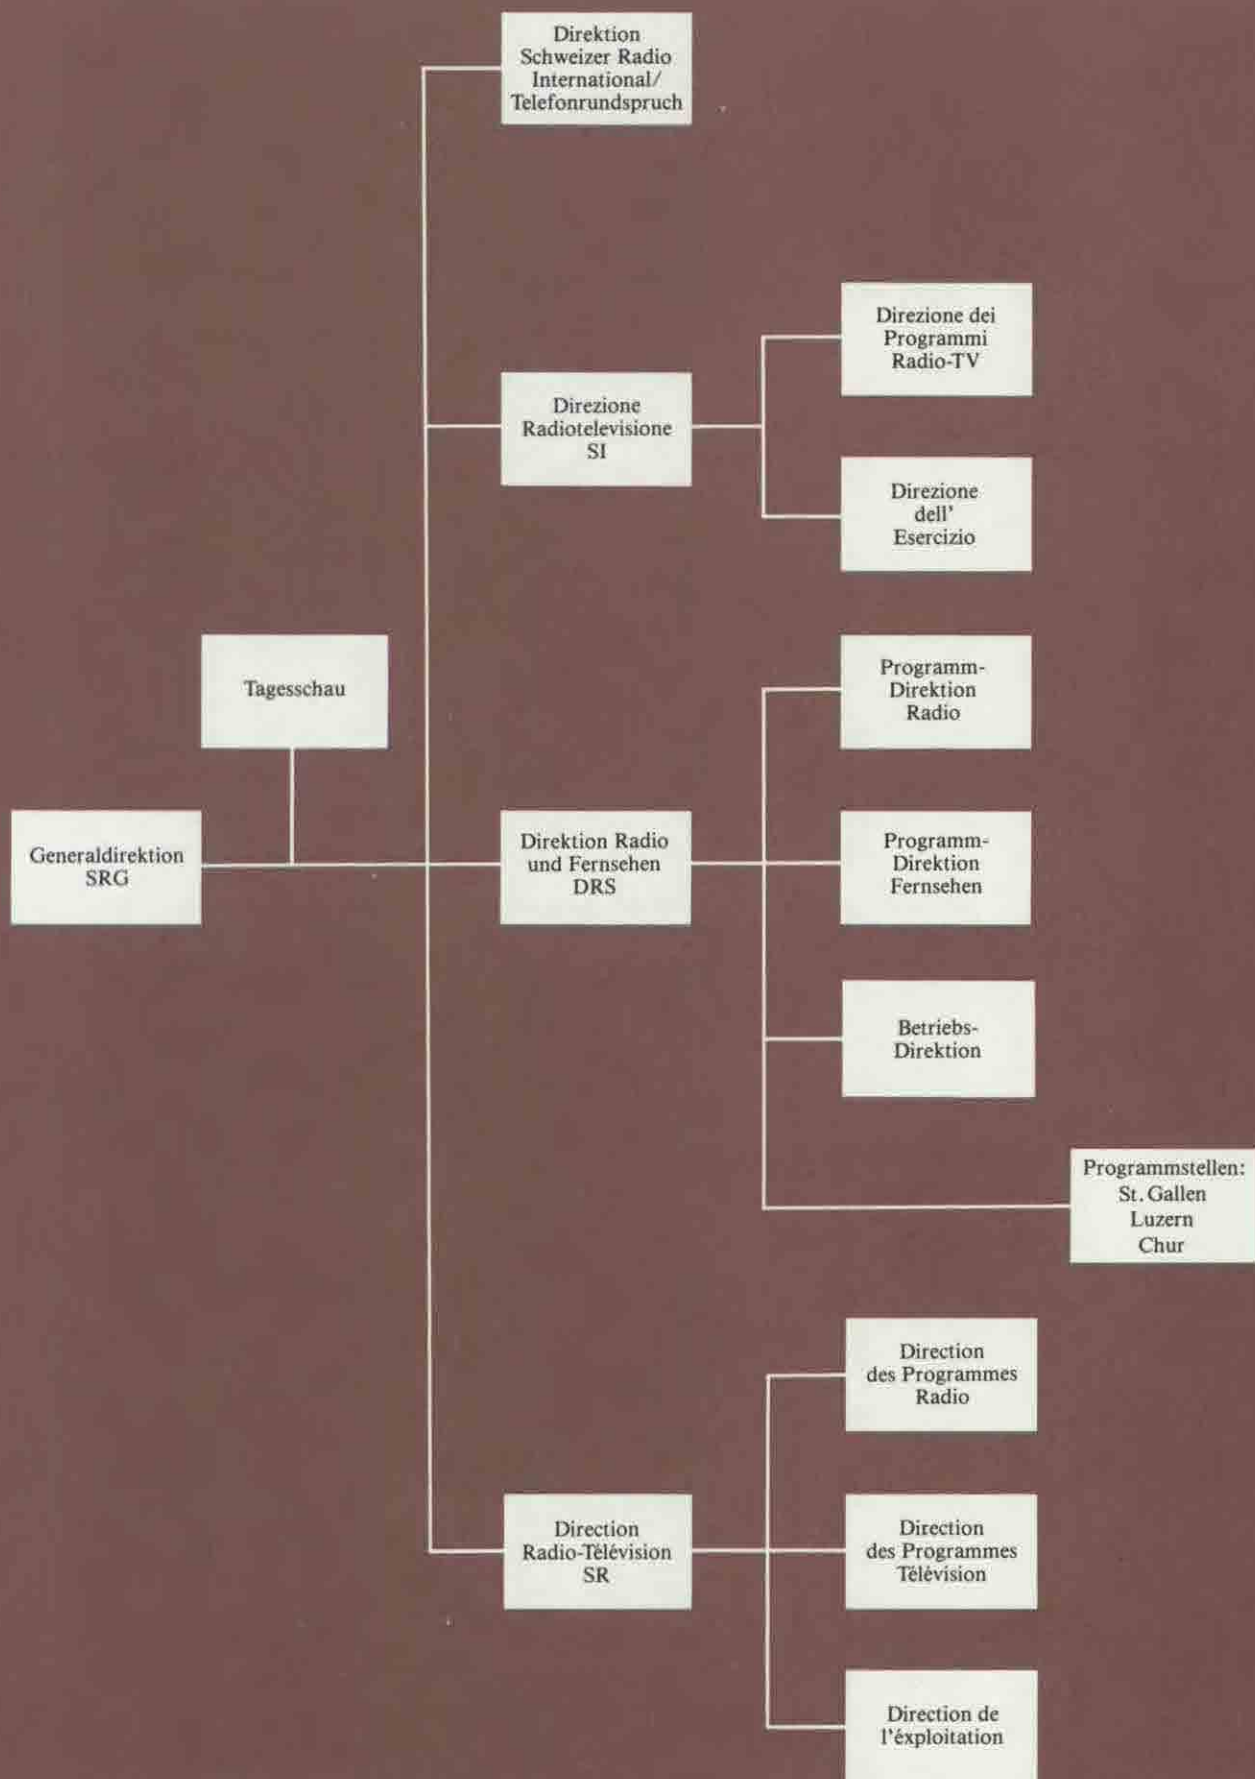 Direktion
Schweizer Radio
International/
Telefonrundspruch
Direzione dei
Programmi
Radio-TV
Direzione
Radiotelevisione
SI
Direzione
dell'
Esercizio
Tagesschau
Programm-
Direktion
Radio
Generaldirektion
SRG
Direktion Radio
und Fernsehen
DRS
Programm-
Direktion
Fernsehen
Betriebs-
Direktion
Programmstellen:
St. Gallen
Luzern
Chur
Direction
des Programmes
Radio
Direction
Radio-Télévision
SR
Direction
des Programmes
Télévision
Direction de
l'éxploitation